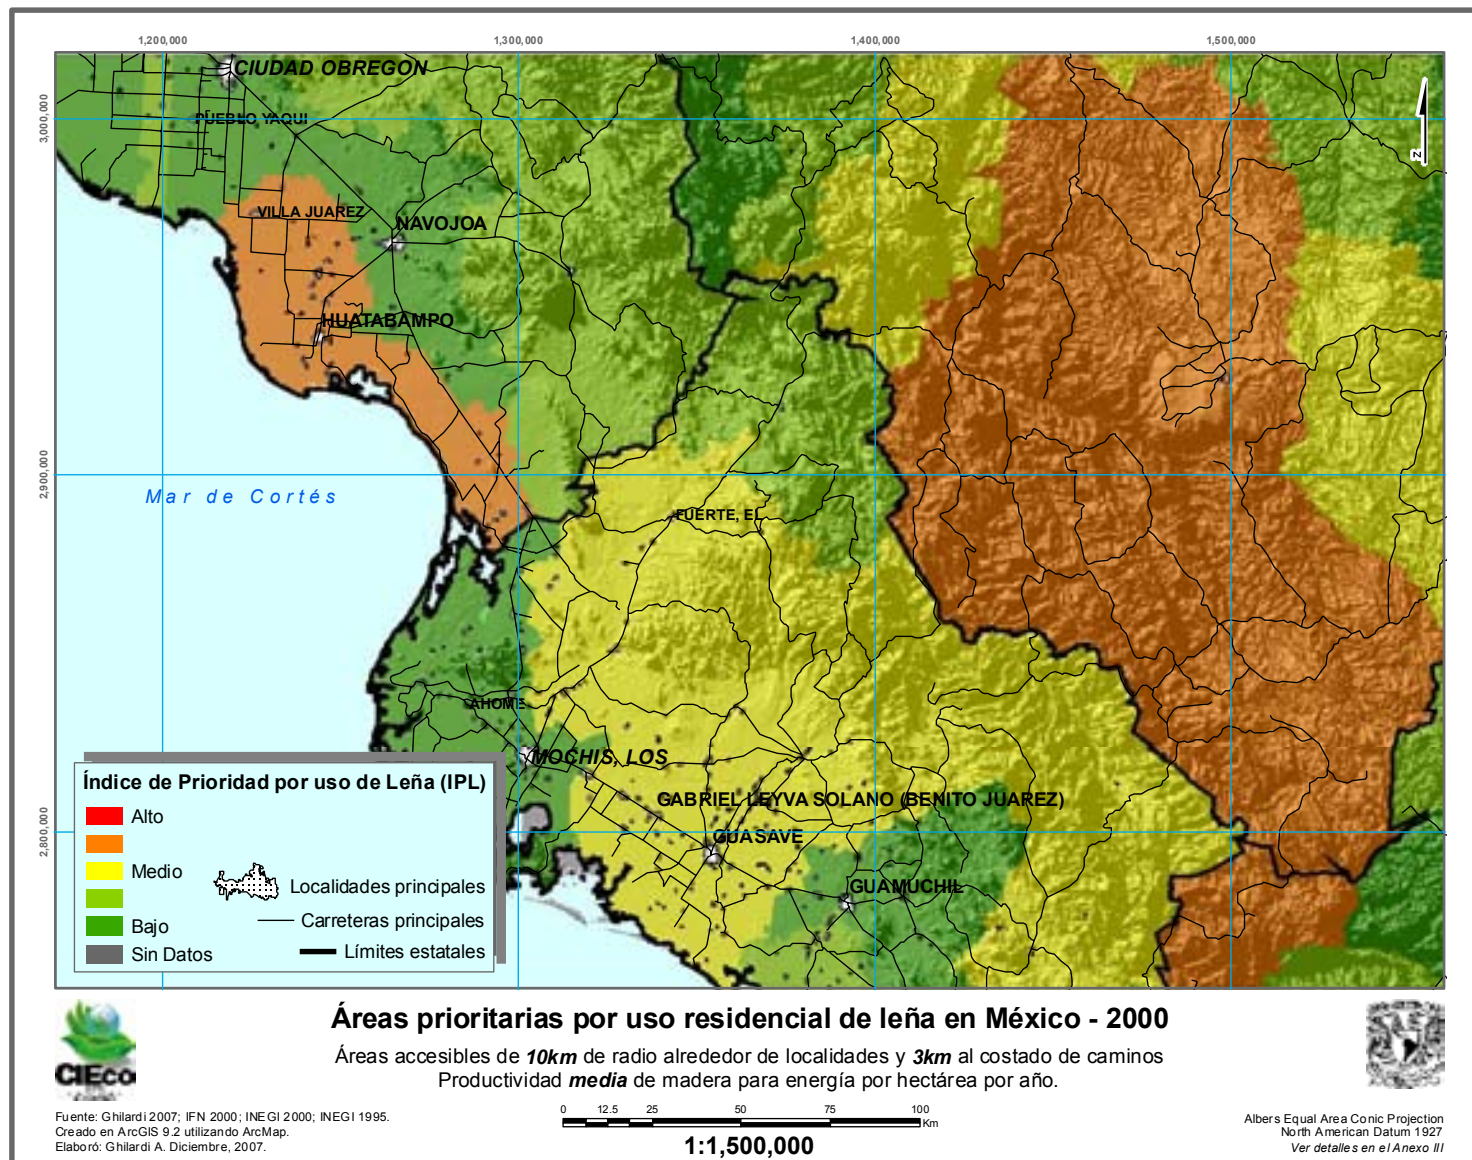 1,200,000
1,300,000
1,400,000
1,500,000
3,000,000
2,900,000
2,800,000
CIUDAD OBREGON
PUEBLO YAQUI
VILLA JUAREZ
NAVOJOA
HUATABAMPO
Mar de Cortés
FUERTE, EL
AHOME
MOCHIS, LOS
GABRIEL LEYVA SOLANO (BENITO JUAREZ)
GUASAVE
GUAMUCHIL
N
Índice de Prioridad por uso de Leña (IPL)
Alto
Medio
Bajo
Sin Datos
Localidades principales
Carreteras principales
Límites estatales
Áreas prioritarias por uso residencial de leña en México - 2000
Áreas accesibles de 10km de radio alrededor de localidades y 3km al costado de caminos
Productividad media de madera para energía por hectárea por año.
CIEco
Fuente: Ghilardi 2007; IFN 2000; INEGI 2000; INEGI 1995.
Creado en ArcGIS 9.2 utilizando ArcMap.
Elaboró: Ghilardi A. Diciembre, 2007.
0 12.5 25 50 75 100
Km
1:1,500,000
Albers Equal Area Conic Projection
North American Datum 1927
Ver detalles en el Anexo III